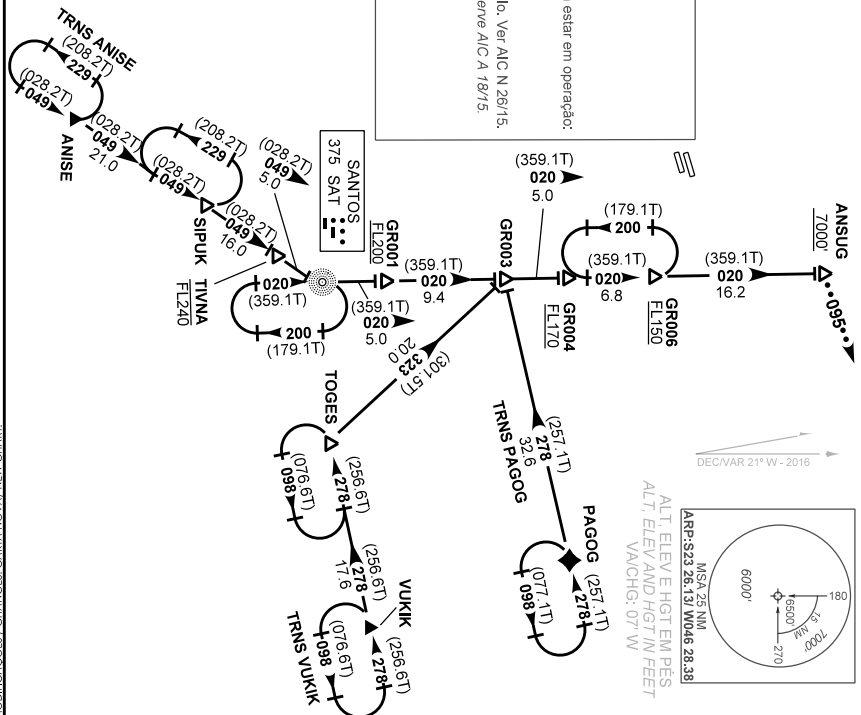 a estar em operação:
lo. Ver AIC N 26/15.
erve AIC A 18/15.
TRNS ANISE
(208.2T)
229
(028.2T)
049
ANISE
(028.2T)
049
21.0
(208.2T)
229
(028.2T)
049
SIPUK
(028.2T)
049
16.0
TIVNA
FL240
(028.2T)
049
5.0
SANTOS
375 SAT
020
(359.1T)
200
(179.1T)
(359.1T)
020
5.0
GR001
FL200
(359.1T)
020
9.4
GR003
(359.1T)
020
5.0
GR004
FL170
(179.1T)
200
(359.1T)
020
6.8
GR006
FL150
(359.1T)
020
16.2
ANSUG
7000'
095
(301.5T)
323
20.0
TOGES
(076.6T)
098
(256.6T)
278
(256.6T)
278
17.6
VUKIK
(256.6T)
278
(076.6T)
098
TRNS VUKIK
TRNS PAGOG
(257.1T)
278
32.6
PAGOG
(257.1T)
278
(077.1T)
098
DEC/VAR 21º W - 2016
ALT, ELEV E HGT EM PÉS
ALT, ELEV AND HGT IN FEET
VA/CHG: 07' W
MSA 25 NM
ARP:S23 26.13/ W046 28.38
6000'
6500'
7000'
15 NM
180
270